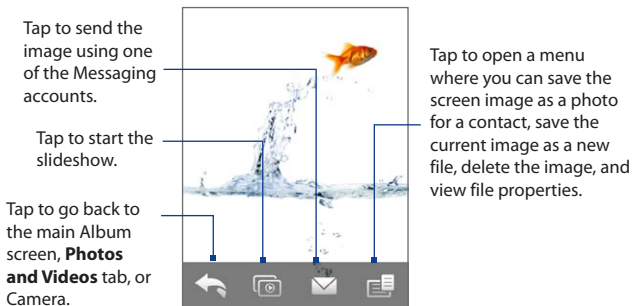 Tap to send the
image using one
of the Messaging
accounts.
Tap to start the
slideshow.
Tap to go back to
the main Album
screen, Photos
and Videos tab, or
Camera.
Tap to open a menu
where you can save the
screen image as a photo
for a contact, save the
current image as a new
file, delete the image, and
view file properties.